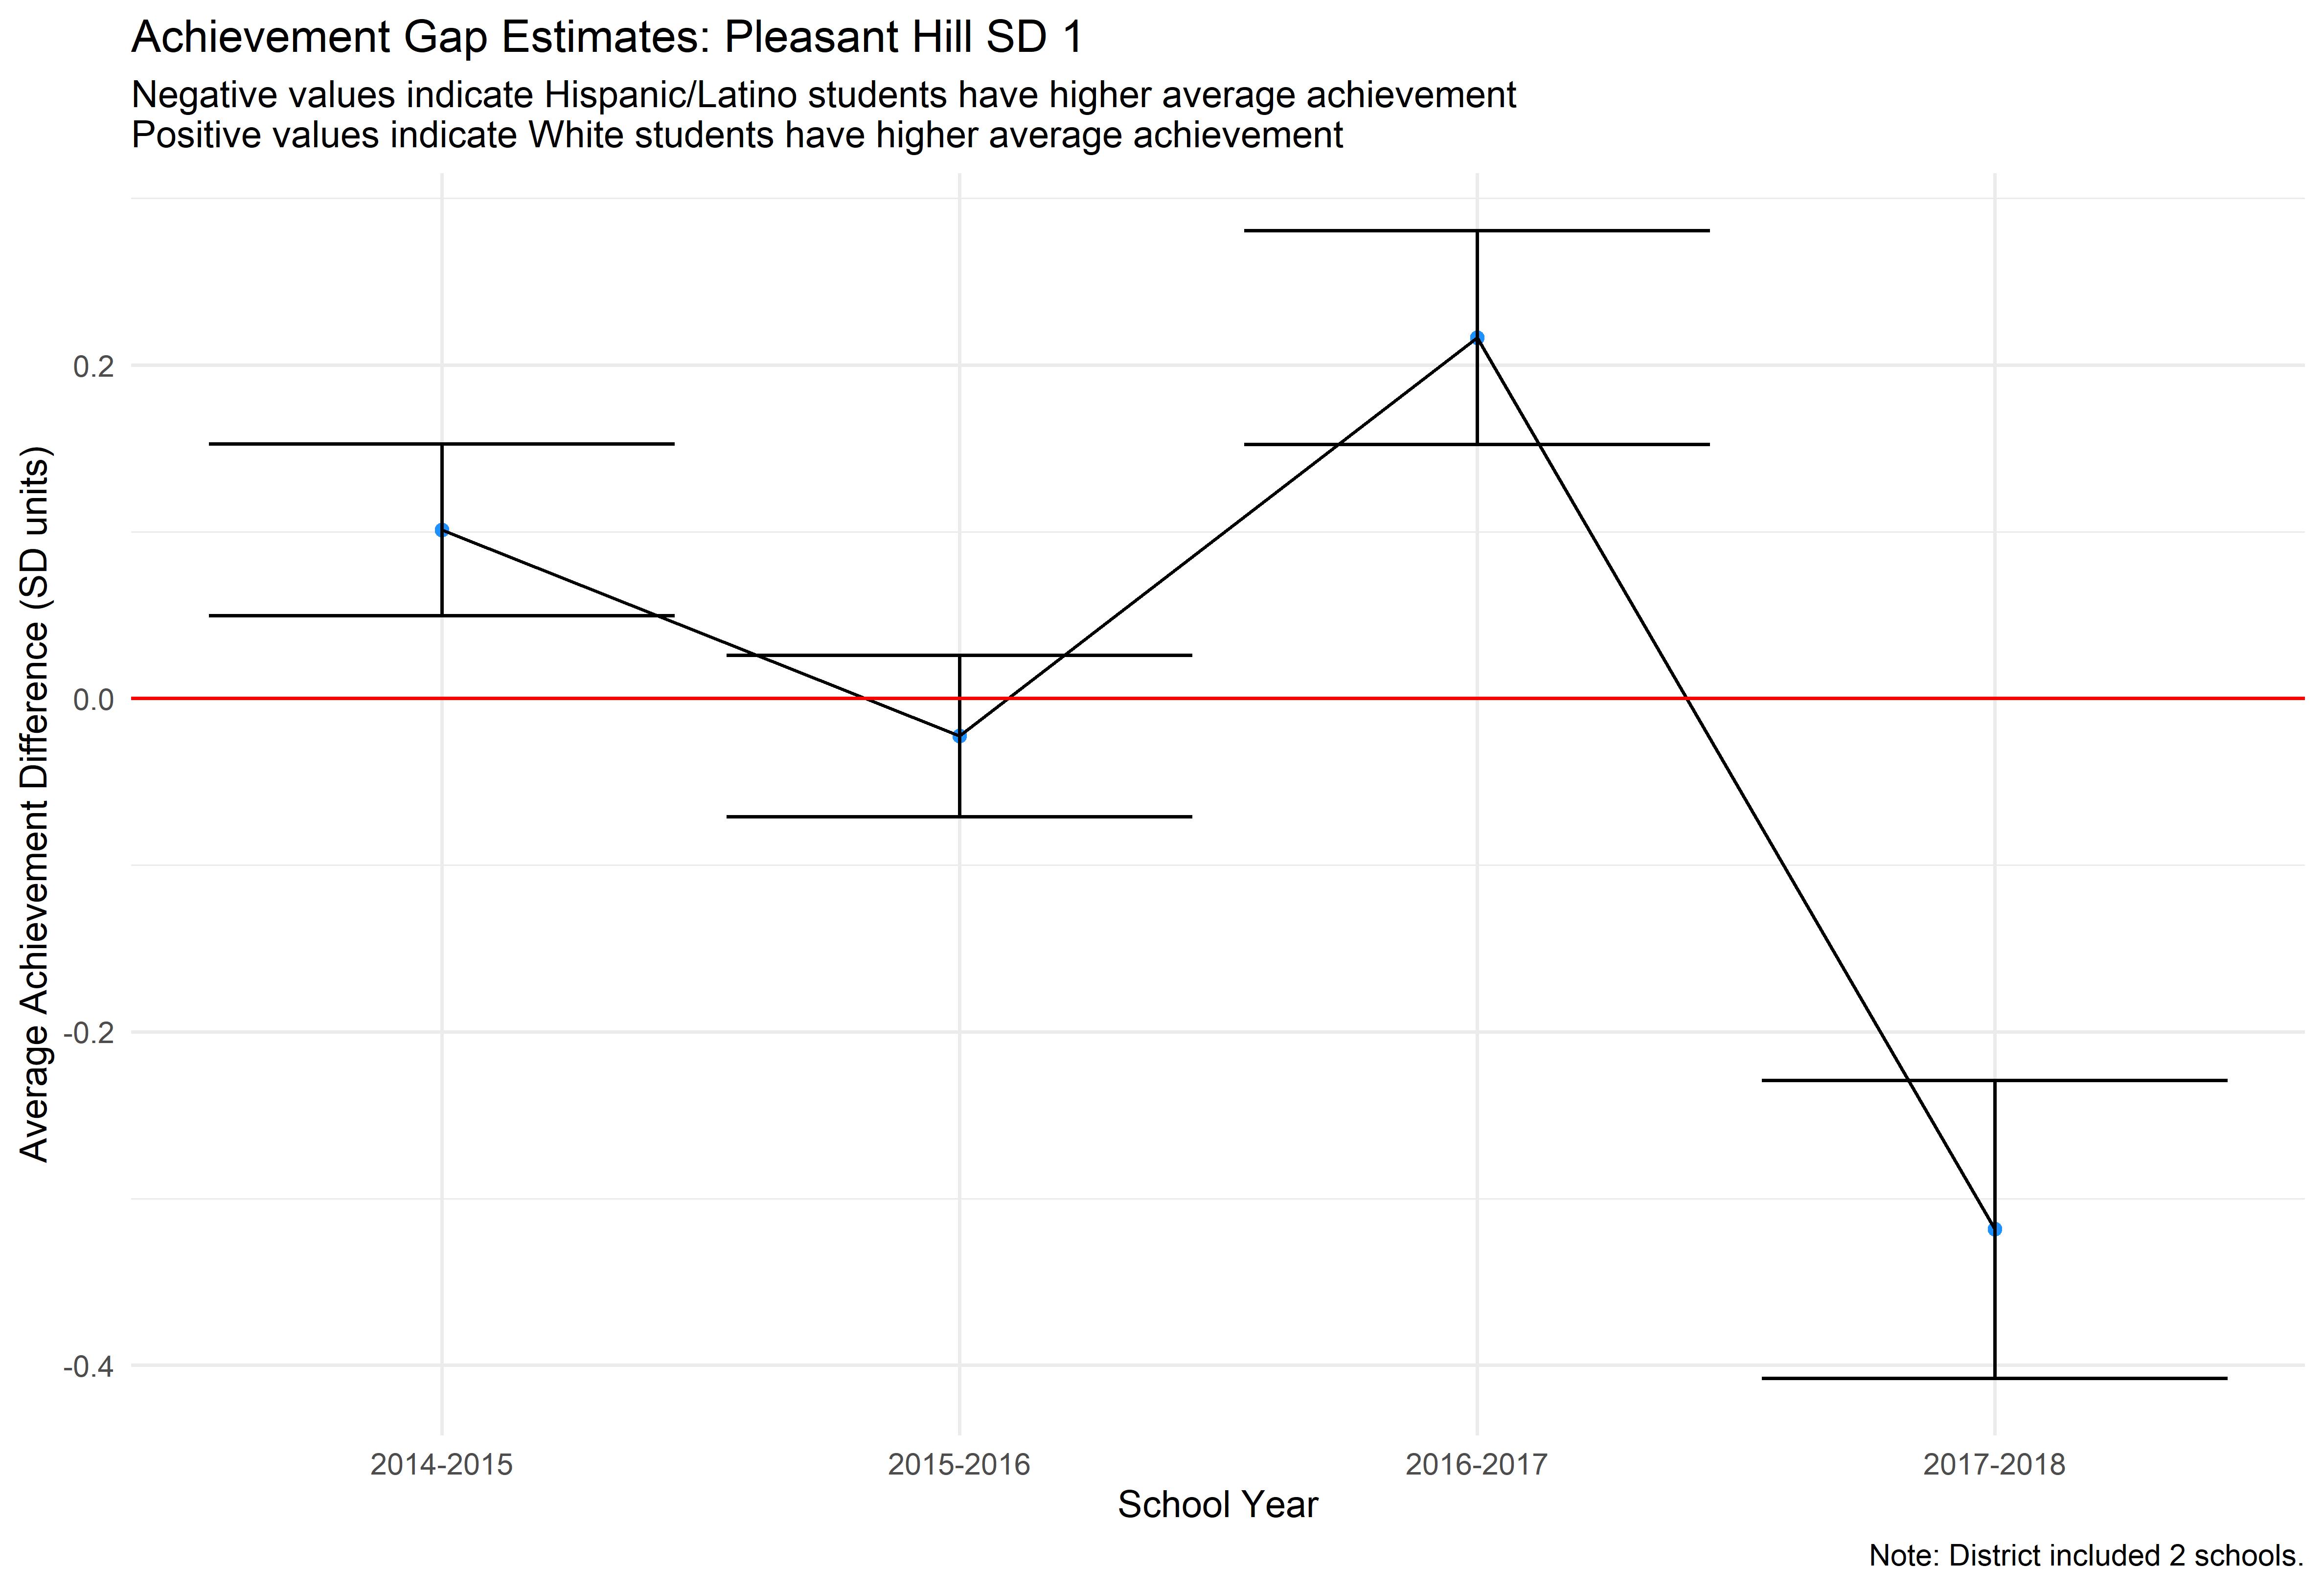 Achievement Gap Estimates: Pleasant Hill SD 1
Negative values indicate Hispanic/Latino students have higher average achievement
Positive values indicate White students have higher average achievement
Average Achievement Difference (SD units)
0.2
0.0
-0.2
-0.4
2014-2015
2015-2016
2016-2017
2017-2018
School Year
Note: District included 2 schools.